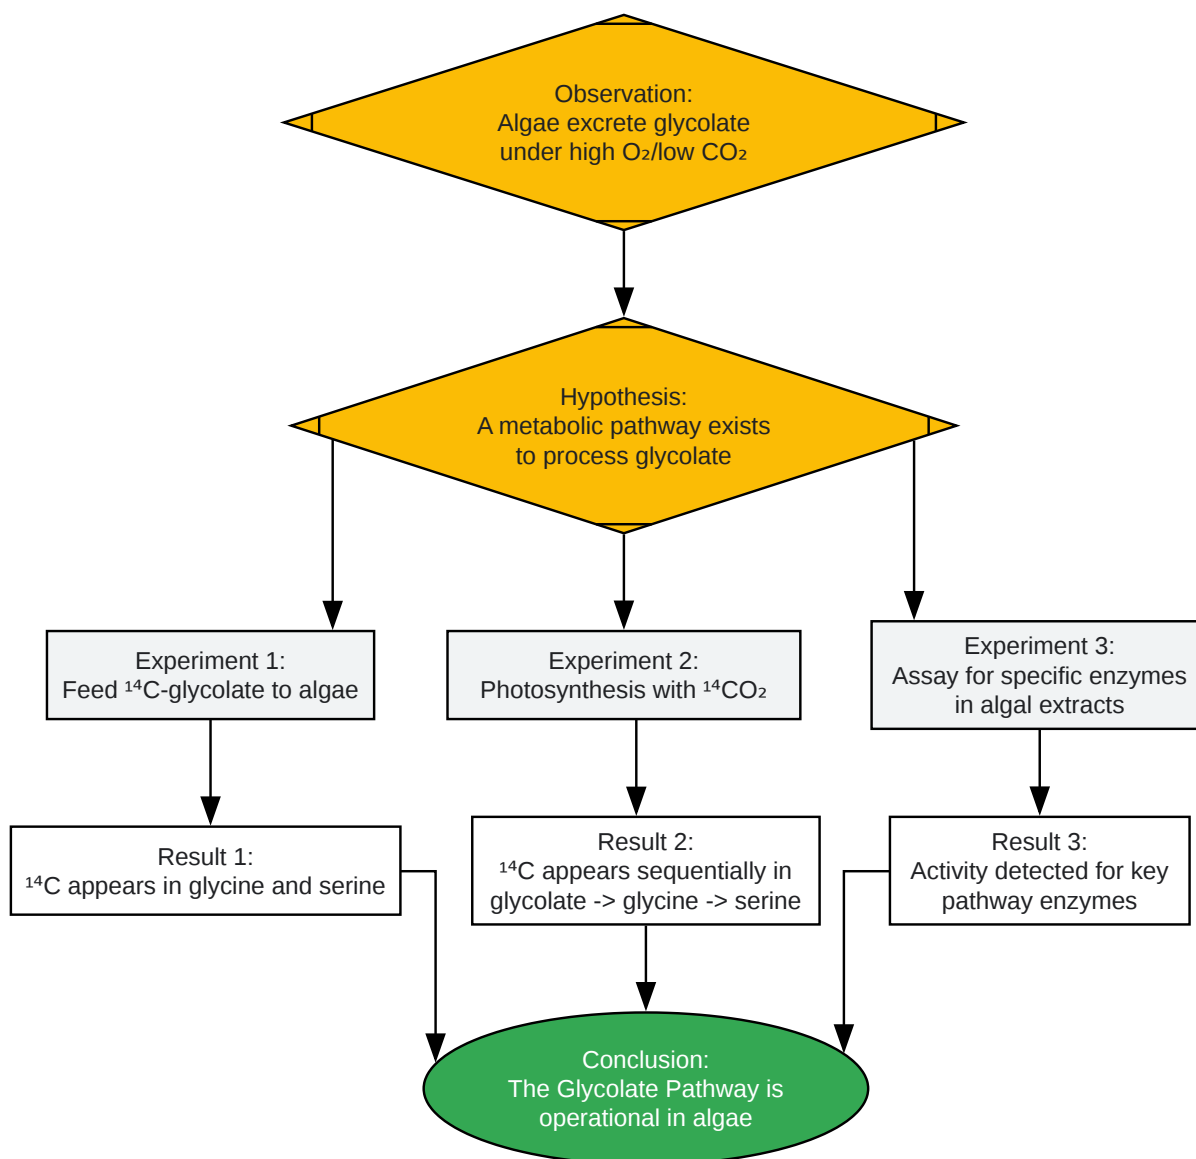 Observation:
Algae excrete glycolate
under high O₂/low CO₂
Hypothesis:
A metabolic pathway exists
to process glycolate
Experiment 1:
Feed ¹⁴C-glycolate to algae
Experiment 2:
Photosynthesis with ¹⁴CO₂
Experiment 3:
Assay for specific enzymes
in algal extracts
Result 1:
¹⁴C appears in glycine and serine
Result 2:
¹⁴C appears sequentially in
glycolate -> glycine -> serine
Result 3:
Activity detected for key
pathway enzymes
Conclusion:
The Glycolate Pathway is
operational in algae